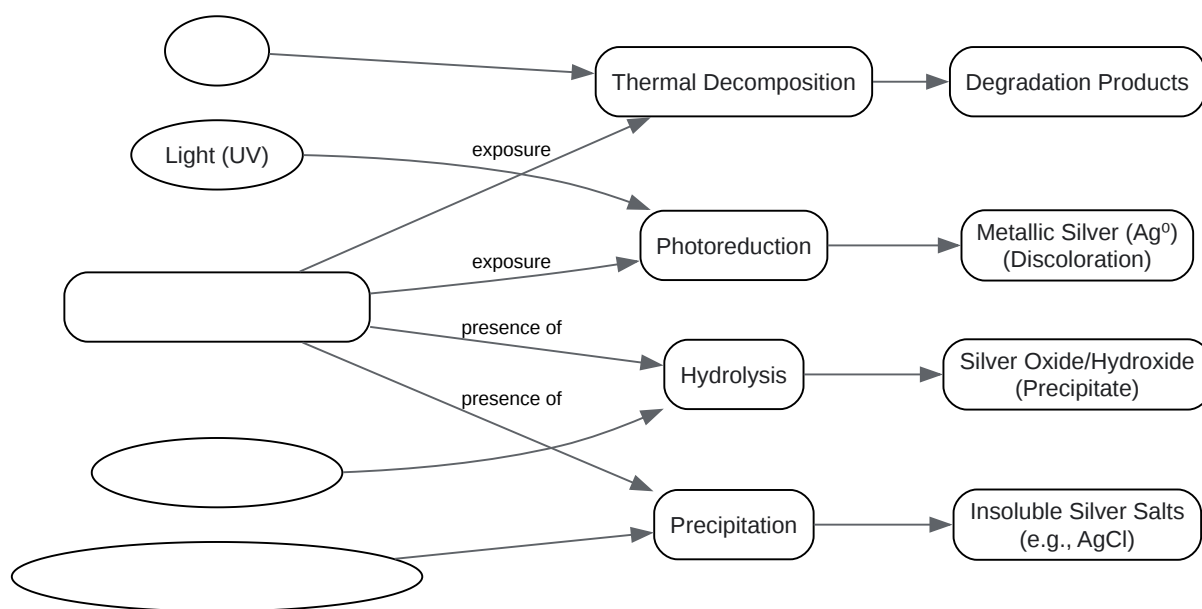 Thermal Decomposition
Degradation Products
exposure
Light (UV)
Photoreduction
Metallic Silver (Ag⁰)
(Discoloration)
exposure
presence of
Hydrolysis
Silver Oxide/Hydroxide
(Precipitate)
presence of
Precipitation
Insoluble Silver Salts
(e.g., AgCl)